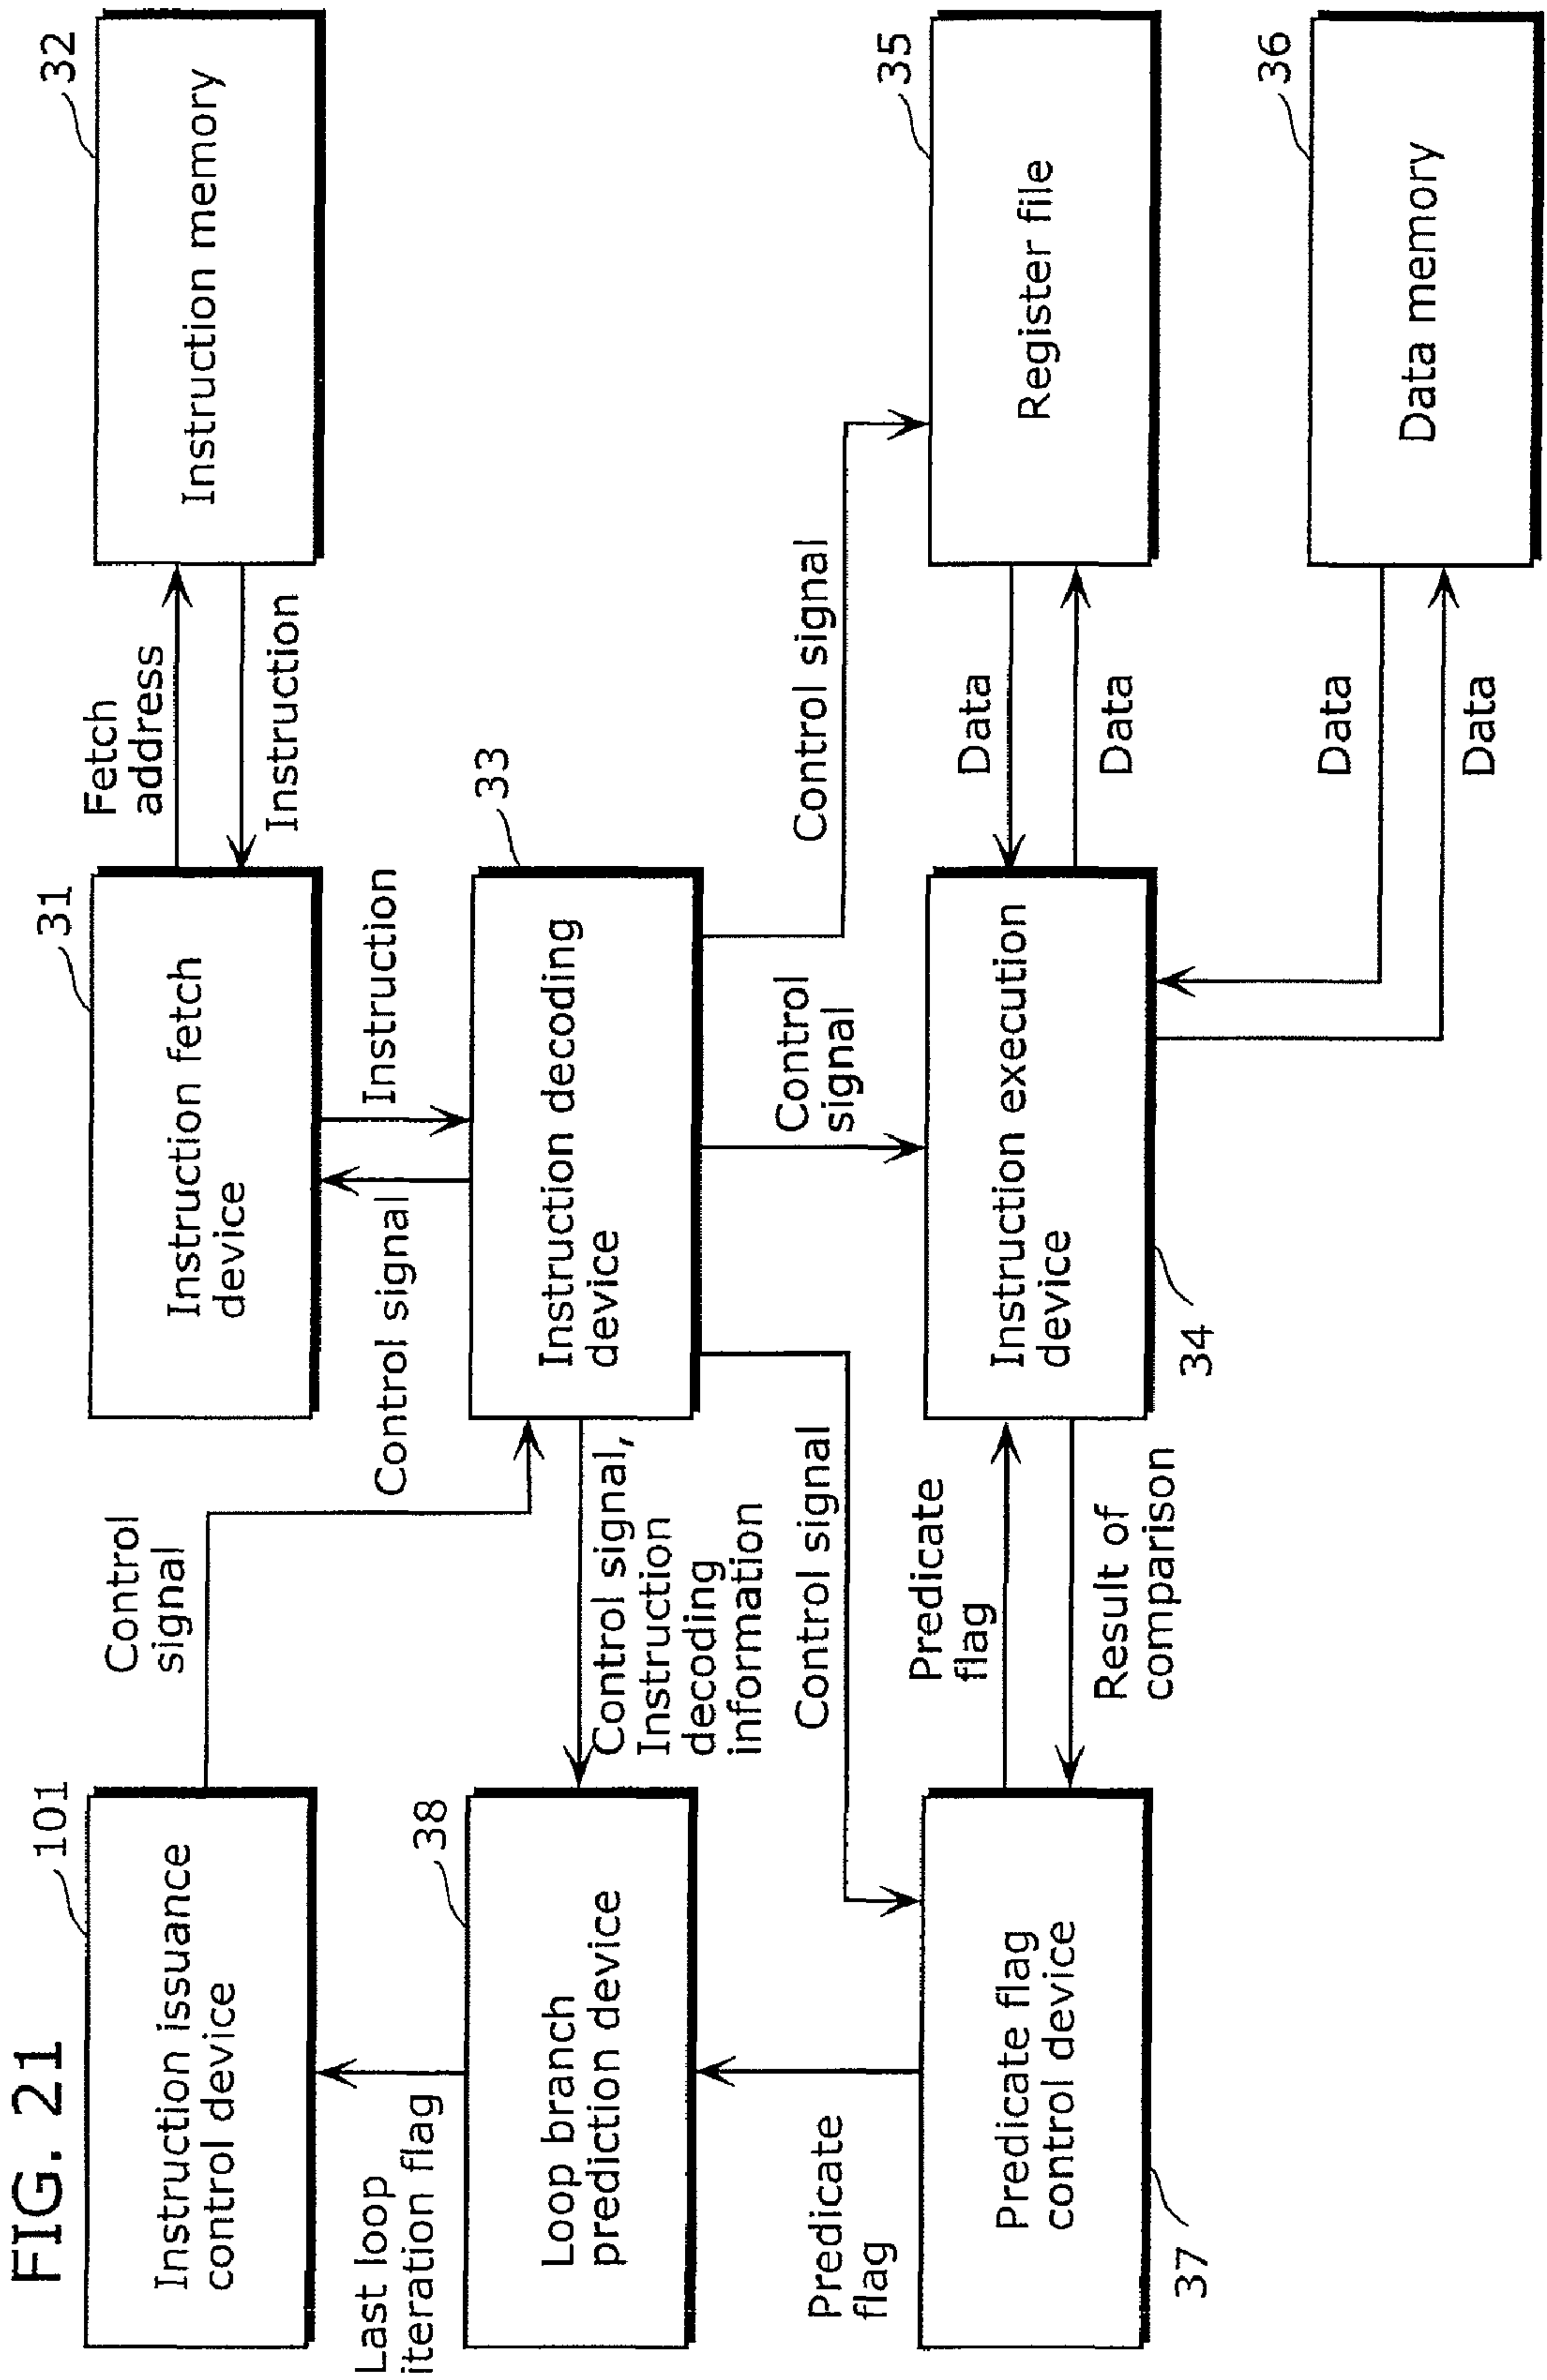 FIG. 21
101
Instruction issuance
control device
Control
signal
31
Instruction fetch
device
Fetch
address
Instruction
32
Instruction memory
Last loop
iteration flag
Control signal
Instruction
38
Loop branch
prediction device
Control signal,
Instruction
decoding
information
33
Instruction decoding
device
Predicate
flag
Control signal
Control
signal
Control signal
37
Predicate flag
control device
Predicate
flag
Result of
comparison
34
Instruction execution
device
Data
Data
35
Register file
Data
Data
36
Data memory